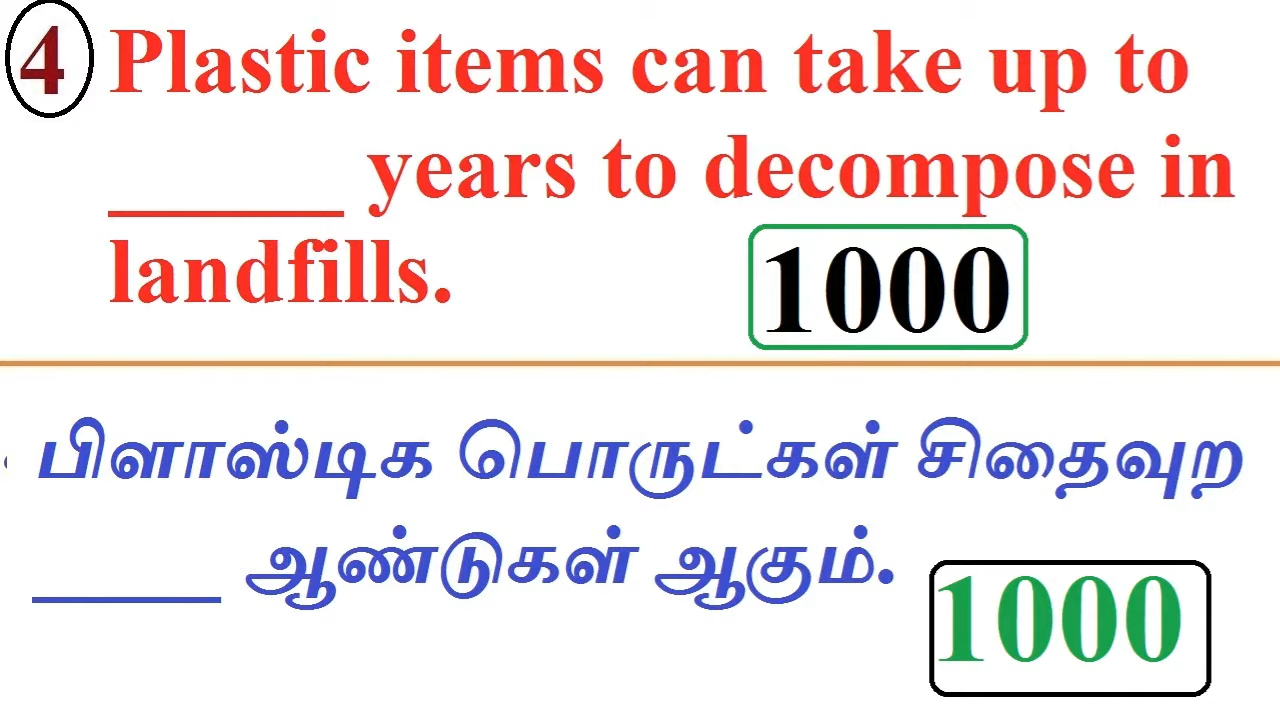 4 Plastic items can take up to
_____ years to decompose in
landfills. 1000
பிளாஸ்டிக பொருட்கள் சிதைவுற
____ ஆண்டுகள் ஆகும்.
1000